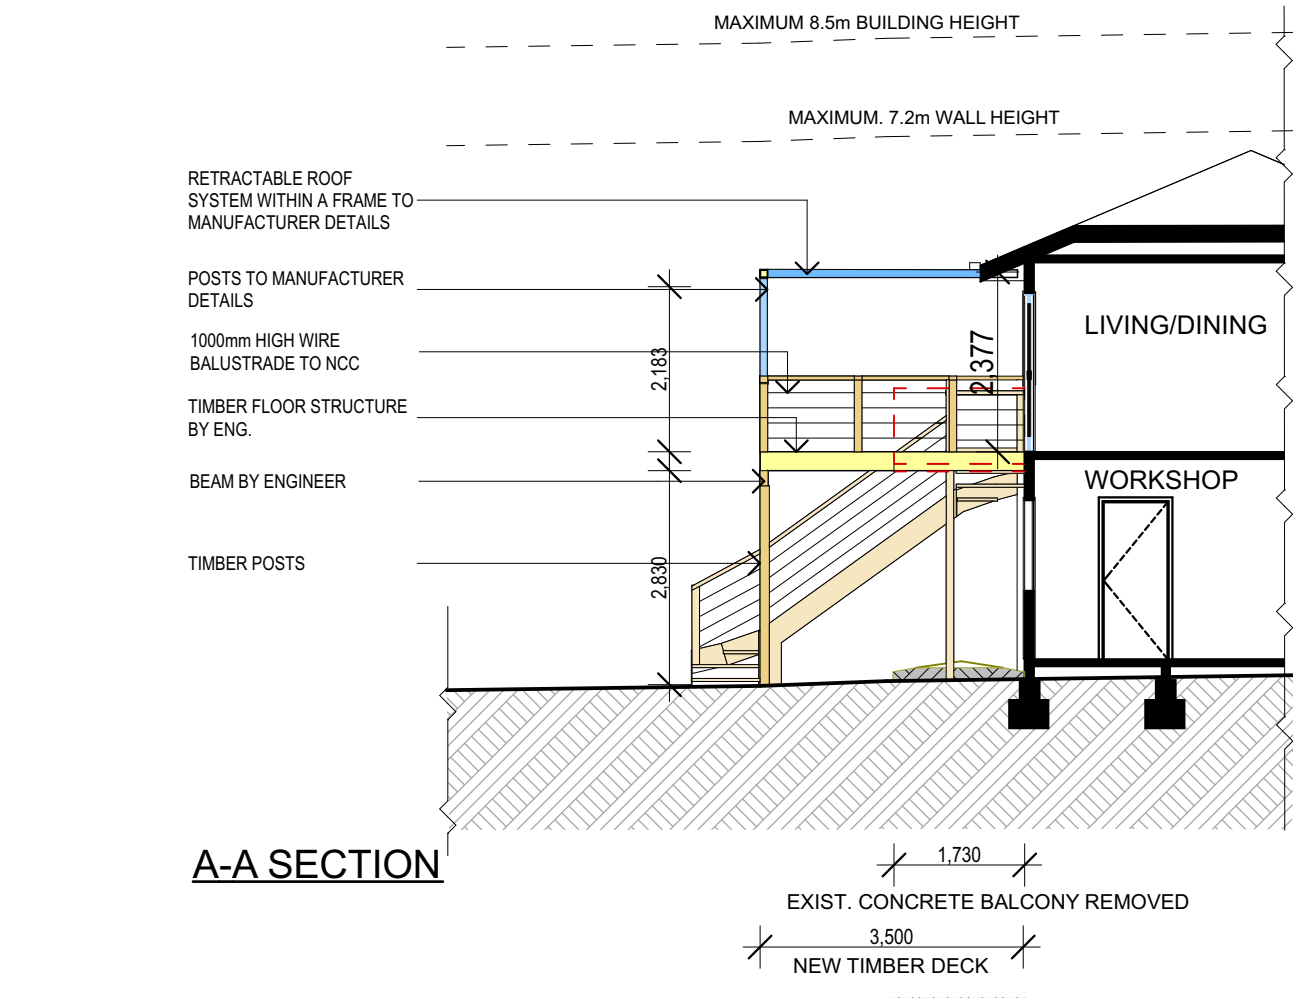 MAXIMUM 8.5m BUILDING HEIGHT
MAXIMUM. 7.2m WALL HEIGHT
RETRACTABLE ROOF
SYSTEM WITHIN A FRAME TO
MANUFACTURER DETAILS
POSTS TO MANUFACTURER
DETAILS
1000mm HIGH WIRE
BALUSTRADE TO NCC
TIMBER FLOOR STRUCTURE
BY ENG.
BEAM BY ENGINEER
TIMBER POSTS
2,183
2,830
2,377
LIVING/DINING
WORKSHOP
A-A SECTION
1,730
EXIST. CONCRETE BALCONY REMOVED
3,500
NEW TIMBER DECK